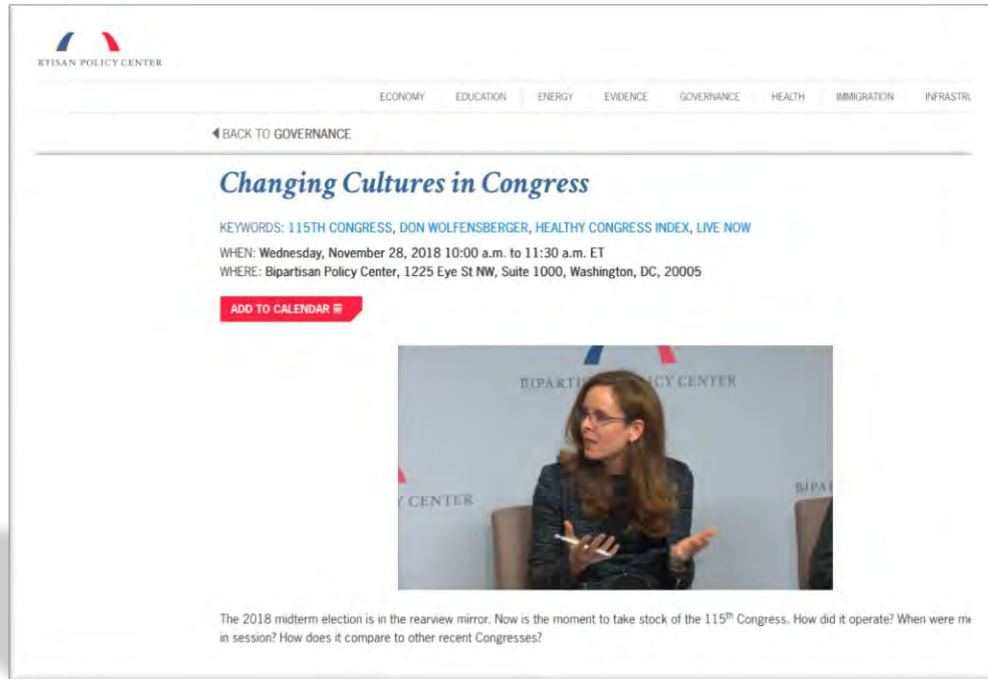 RTISAN POLICY CENTER
ECONOMY EDUCATION ENERGY EVIDENCE GOVERNANCE HEALTH IMMIGRATION INFRASTRU
BACK TO GOVERNANCE
Changing Cultures in Congress
KEYWORDS: 115TH CONGRESS, DON WOLFENSBERGER, HEALTHY CONGRESS INDEX, LIVE NOW
WHEN: Wednesday, November 28, 2018 10:00 a.m. to 11:30 a.m. ET
WHERE: Bipartisan Policy Center, 1225 Eye St NW, Suite 1000, Washington, DC, 20005
ADD TO CALENDAR
BIPARTI ICY CENTER
Y CENTER
BIPA
The 2018 midterm election is in the rearview mirror. Now is the moment to take stock of the 115th Congress. How did it operate? When were me
in session? How does it compare to other recent Congresses?